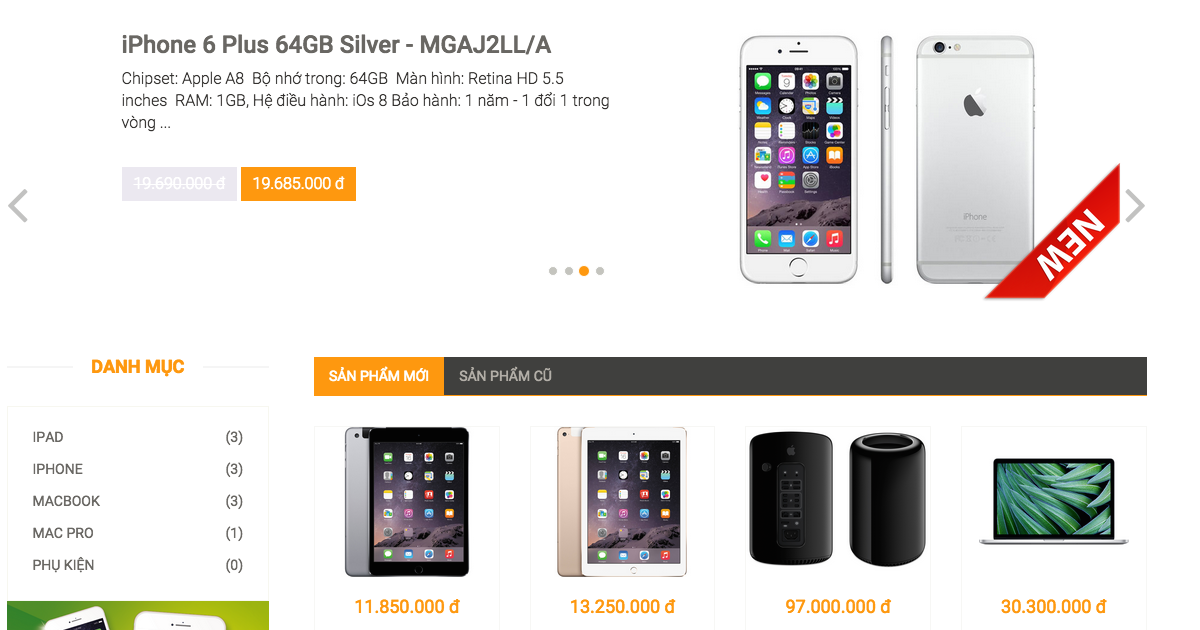 iPhone 6 Plus 64GB Silver - MGAJ2LL/A
Chipset: Apple A8  Bộ nhớ trong: 64GB  Màn hình: Retina HD 5.5
inches  RAM: 1GB, Hệ điều hành: iOs 8 Bảo hành: 1 năm - 1 đổi 1 trong
vòng ...
19.690.000 đ 19.685.000 đ
iPhone
NEW
DANH MỤC
SẢN PHẨM MỚI SẢN PHẨM CŨ
IPAD (3)
IPHONE (3)
MACBOOK (3)
MAC PRO (1)
PHỤ KIỆN (0)
11.850.000 đ 13.250.000 đ 97.000.000 đ 30.300.000 đ